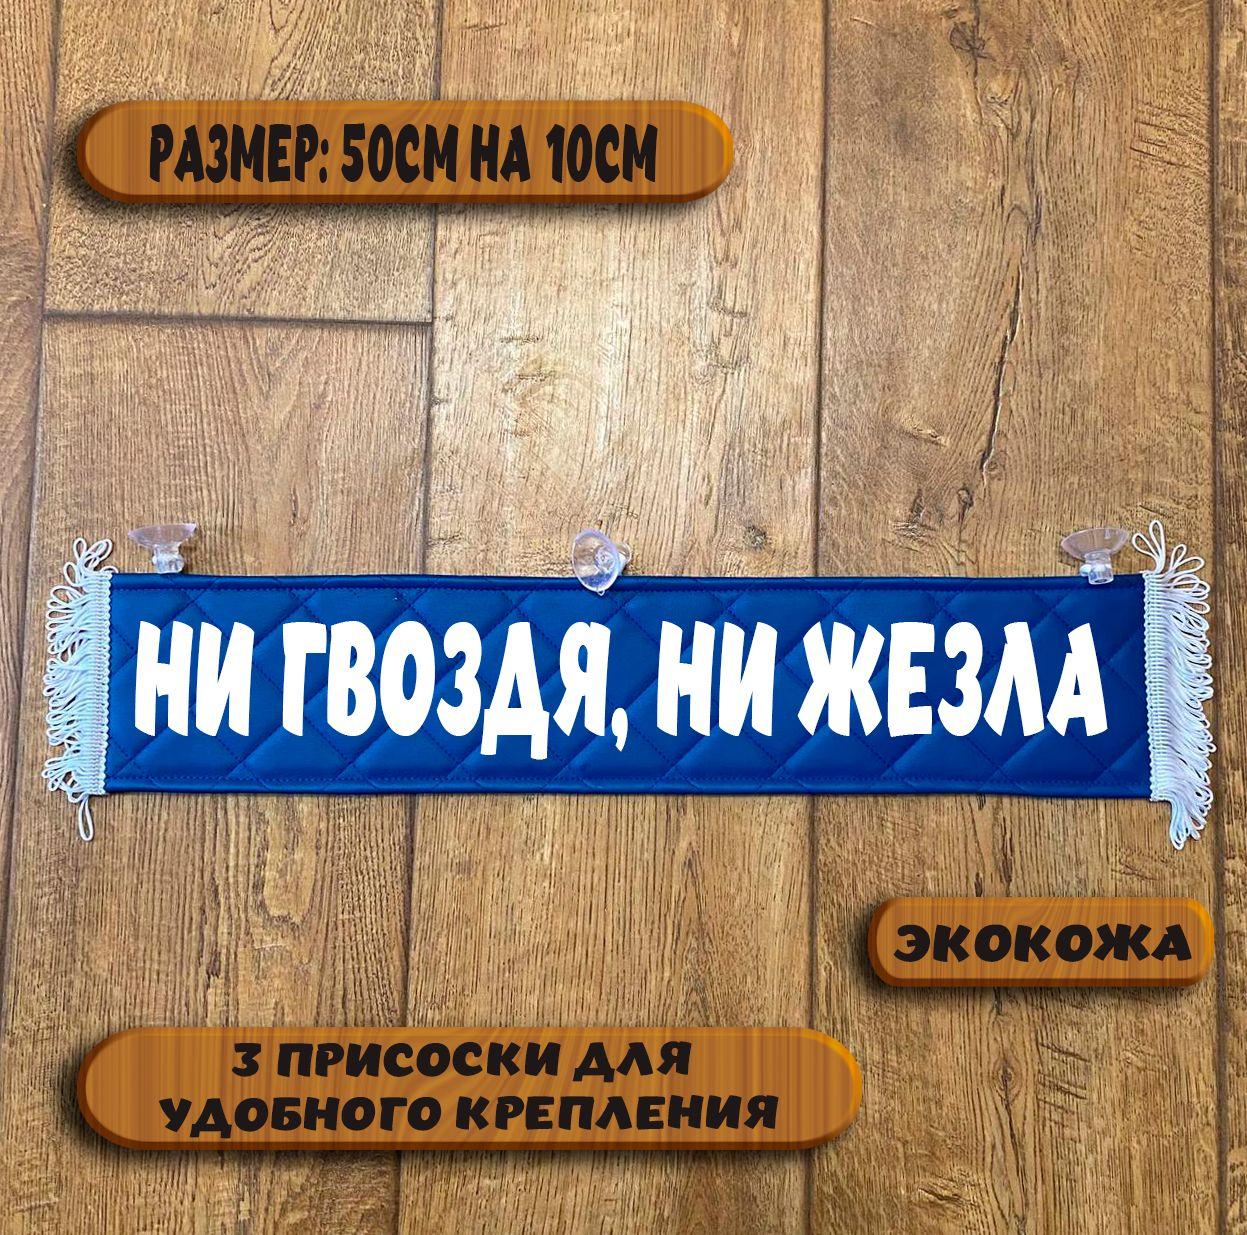 РАЗМЕР: 50СМ НА 10СМ
НИ ГВОЗДЯ, НИ ЖЕЗЛА
ЭКОКОЖА
3 ПРИСОСКИ ДЛЯ
УДОБНОГО КРЕПЛЕНИЯ